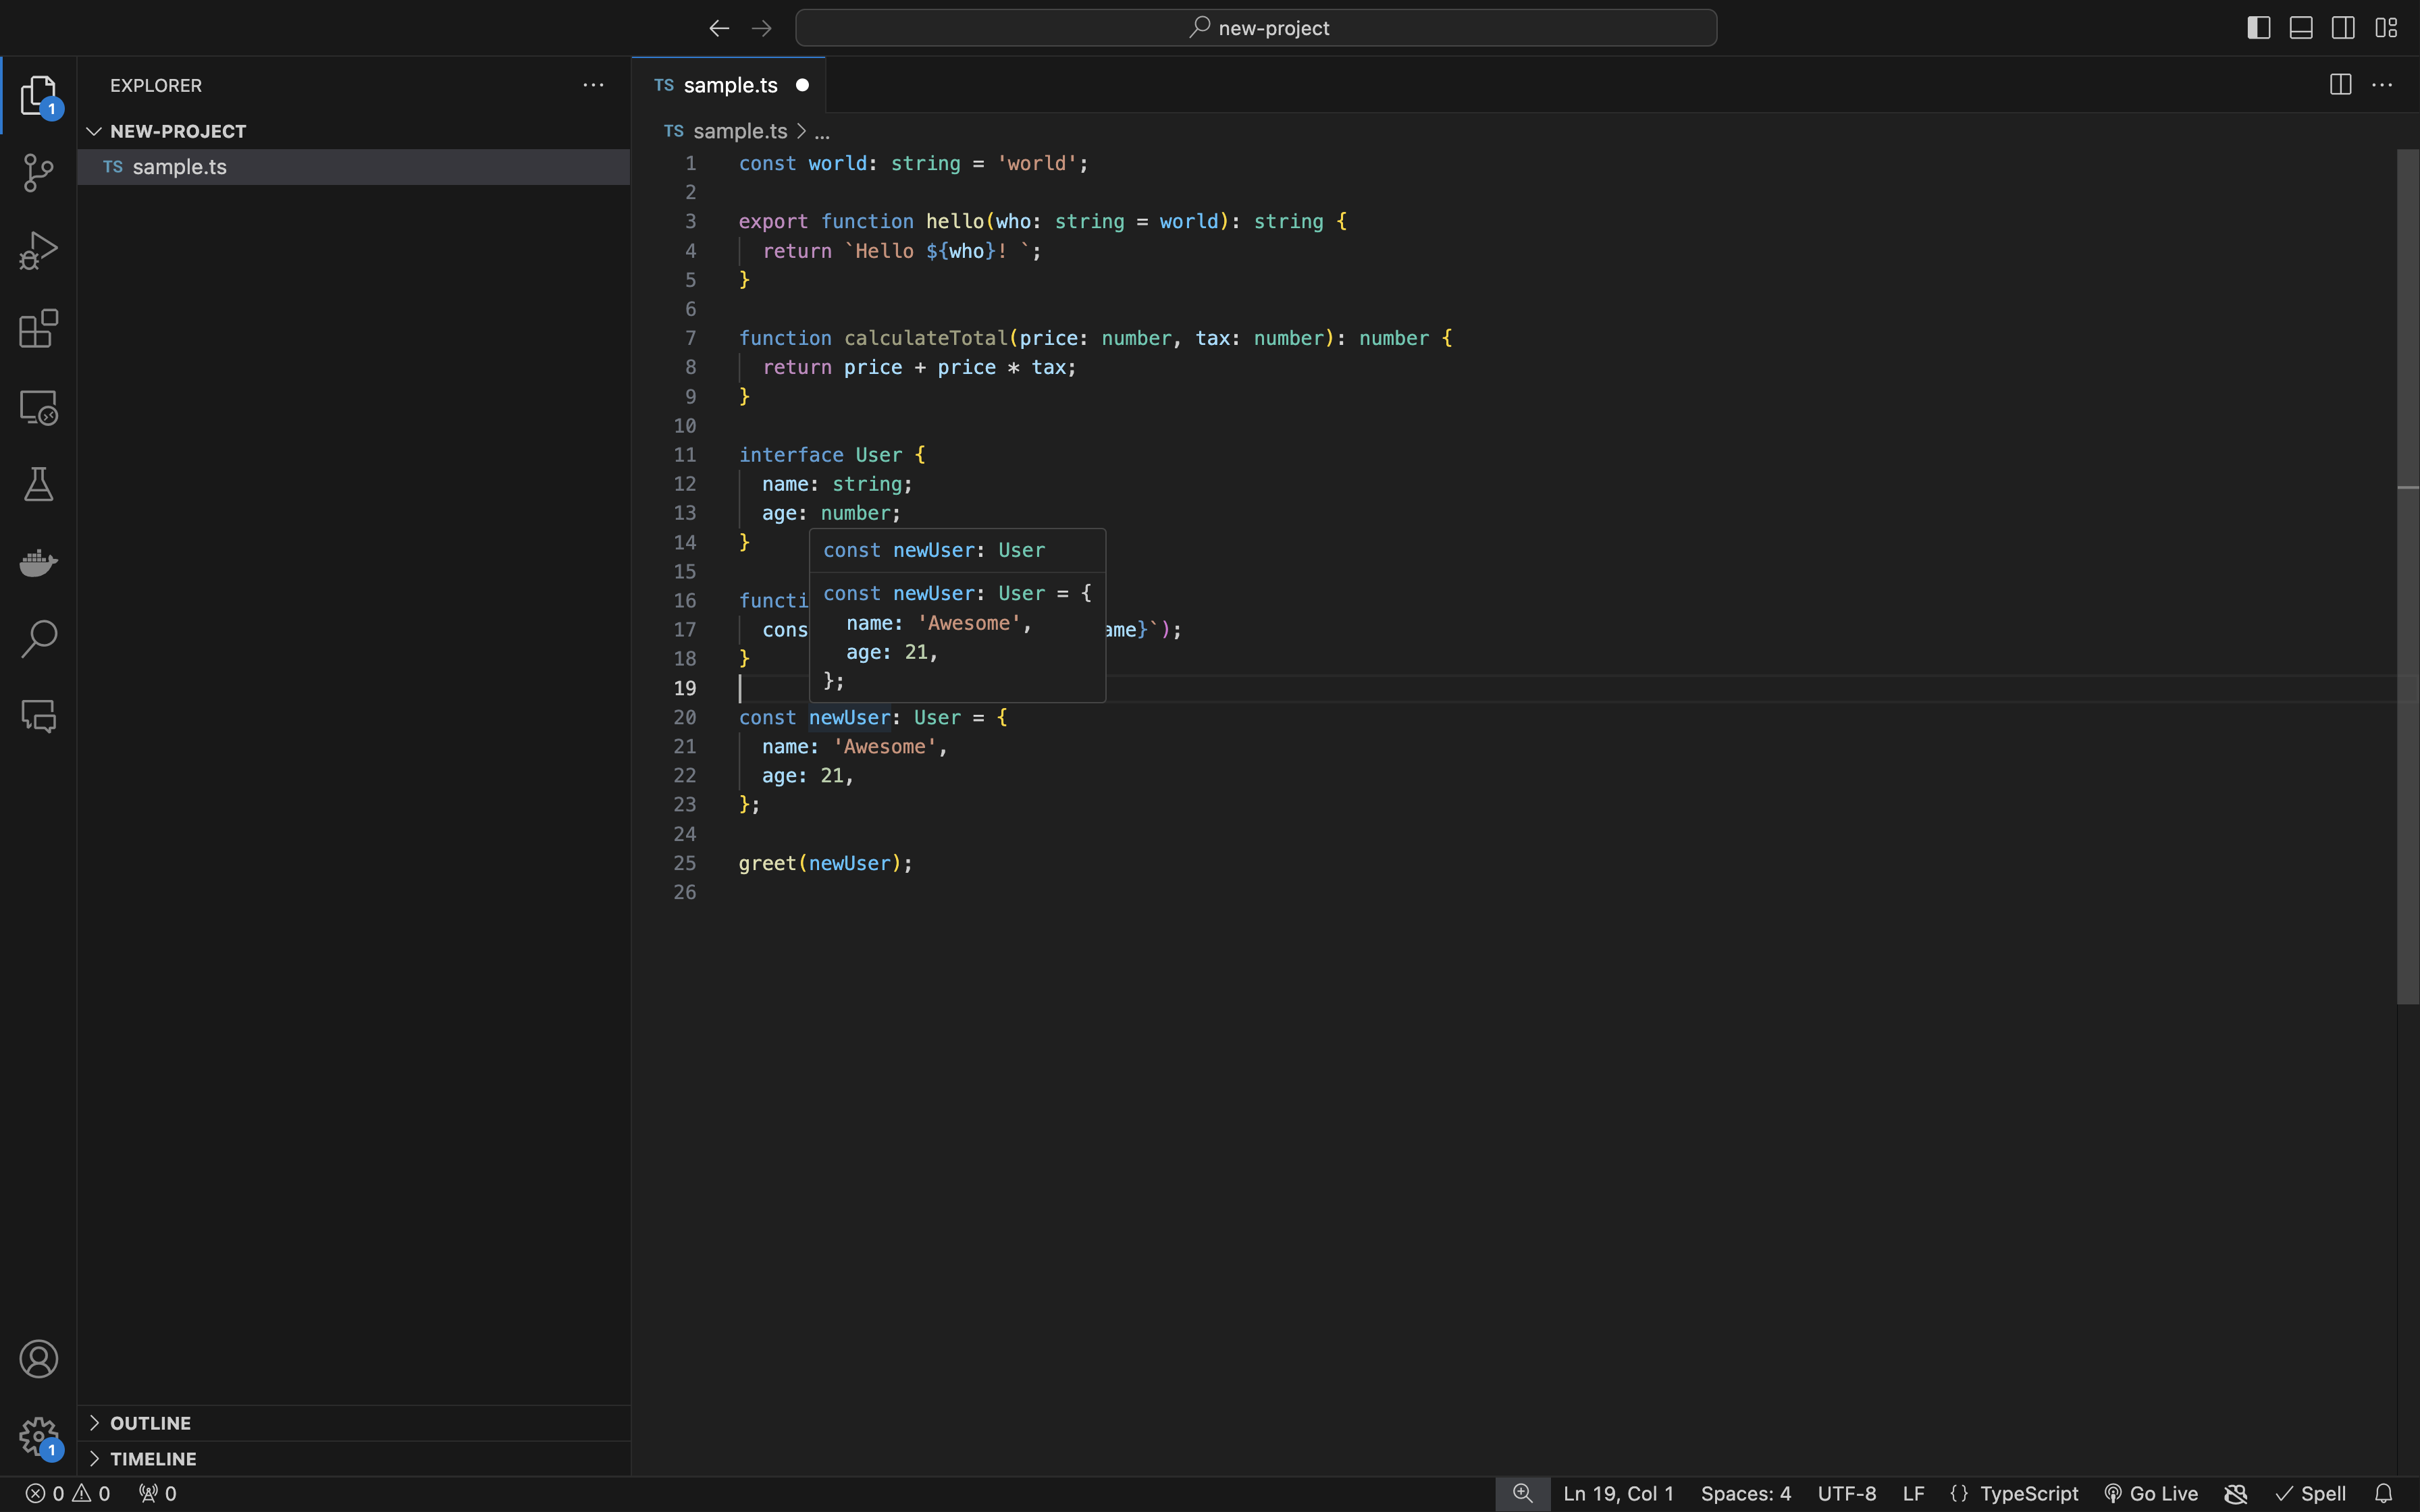 new-project
EXPLORER
NEW-PROJECT
TS sample.ts
1
TS sample.ts
TS sample.ts > ...
1 const world: string = 'world';
2
3 export function hello(who: string = world): string {
4 return `Hello ${who}! `;
5 }
6
7 function calculateTotal(price: number, tax: number): number {
8 return price + price * tax;
9 }
10
11 interface User {
12 name: string;
13 age: number;
14 }
15
const newUser: User
const newUser: User = {
name: 'Awesome',
age: 21,
};
16 functi
17 cons ame}`);
18 }
19
20 const newUser: User = {
21 name: 'Awesome',
22 age: 21,
23 };
24
25 greet(newUser);
26
OUTLINE
TIMELINE
1
0 0 0
Ln 19, Col 1 Spaces: 4 UTF-8 LF {} TypeScript Go Live Spell